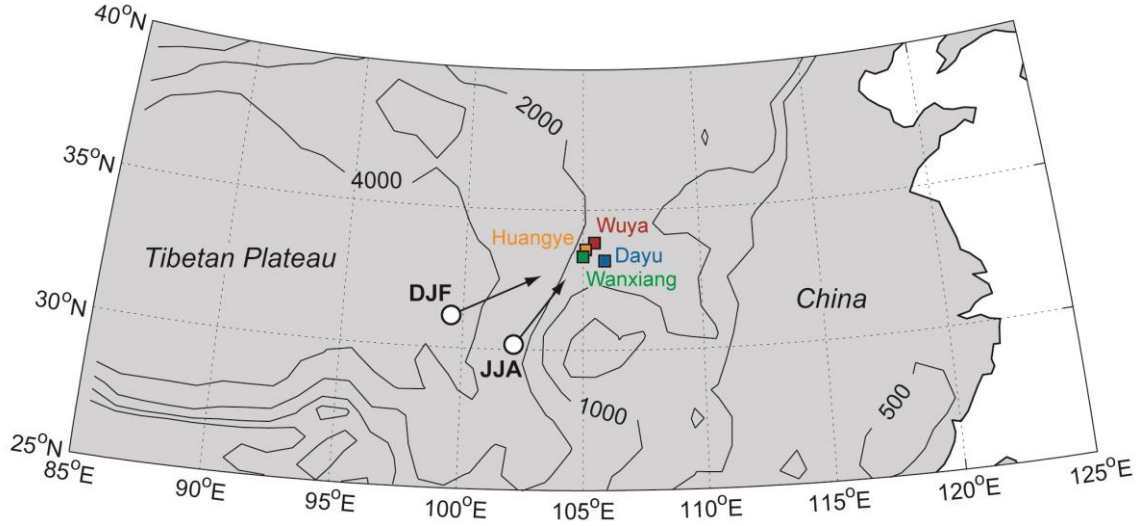 40°N
2000
35°N
4000
Wuya
Huangye
Dayu
Tibetan Plateau
Wanxiang
30°N
DJF
China
JJA
1000
500
25°N
85°E
90°E
95°E
100°E
105°E
110°E
115°E
120°E
125°E